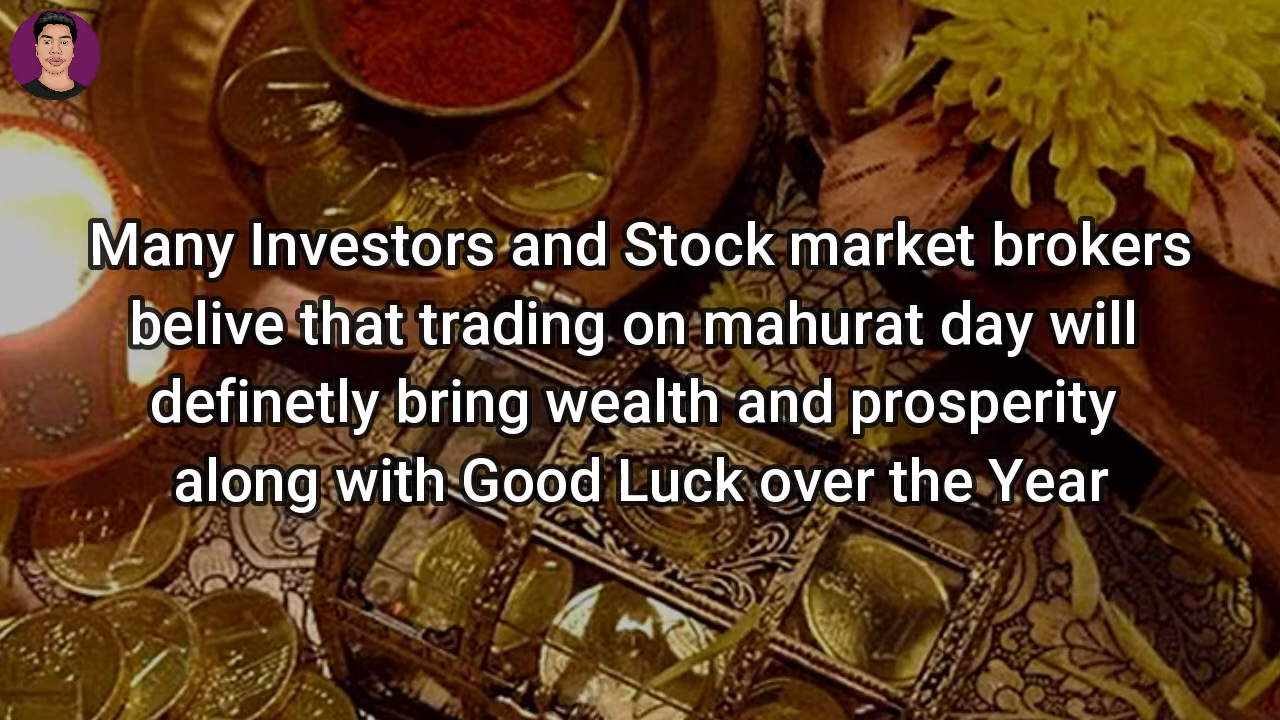 Many Investors and Stock market brokers
belive that trading on mahurat day will
definetly bring wealth and prosperity
along with Good Luck over the Year